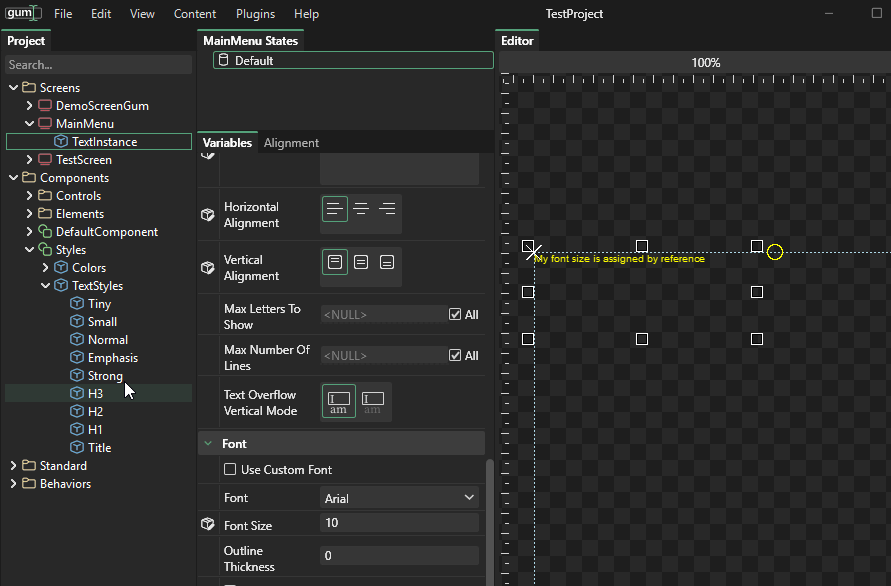 gum File Edit View Content Plugins Help TestProject
Project
Search...
Screens
DemoScreenGum
MainMenu
TextInstance
TestScreen
Components
Controls
Elements
DefaultComponent
Styles
Colors
TextStyles
Tiny
Small
Normal
Emphasis
Strong
H3
H2
H1
Title
Standard
Behaviors
MainMenu States
Default
Variables Alignment
Horizontal
Alignment
Vertical
Alignment
Max Letters To
Show
<NULL> All
Max Number Of
Lines
<NULL> All
Text Overflow
Vertical Mode
am am
Font
Use Custom Font
Font Arial
Font Size 10
Outline
Thickness
0
Editor
100%
My font size is assigned by reference